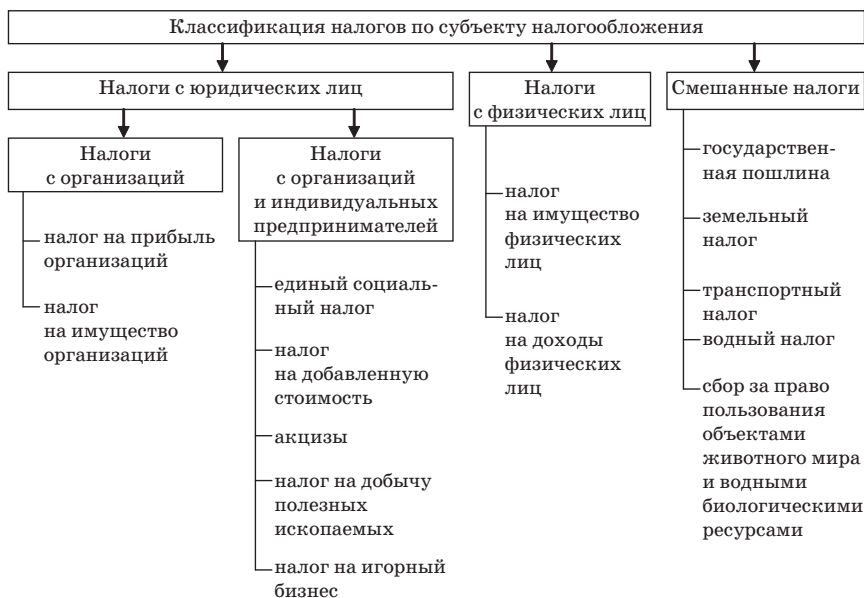 Классификация налогов по субъекту налогообложения
Налоги с юридических лиц
Налоги
с организаций
налог на прибыль
организаций
налог
на имущество
организаций
Налоги
с организаций
и индивидуальных
предпринимателей
единый социаль-
ный налог
налог
на добавленную
стоимость
акцизы
налог на добычу
полезных
ископаемых
налог на игорный
бизнес
Налоги
с физических лиц
налог
на имущество
физических
лиц
налог
на доходы
физических
лиц
Смешанные налоги
государствен-
ная пошлина
земельный
налог
транспортный
налог
водный налог
сбор за право
пользования
объектами
животного мира
и водными
биологическими
ресурсами